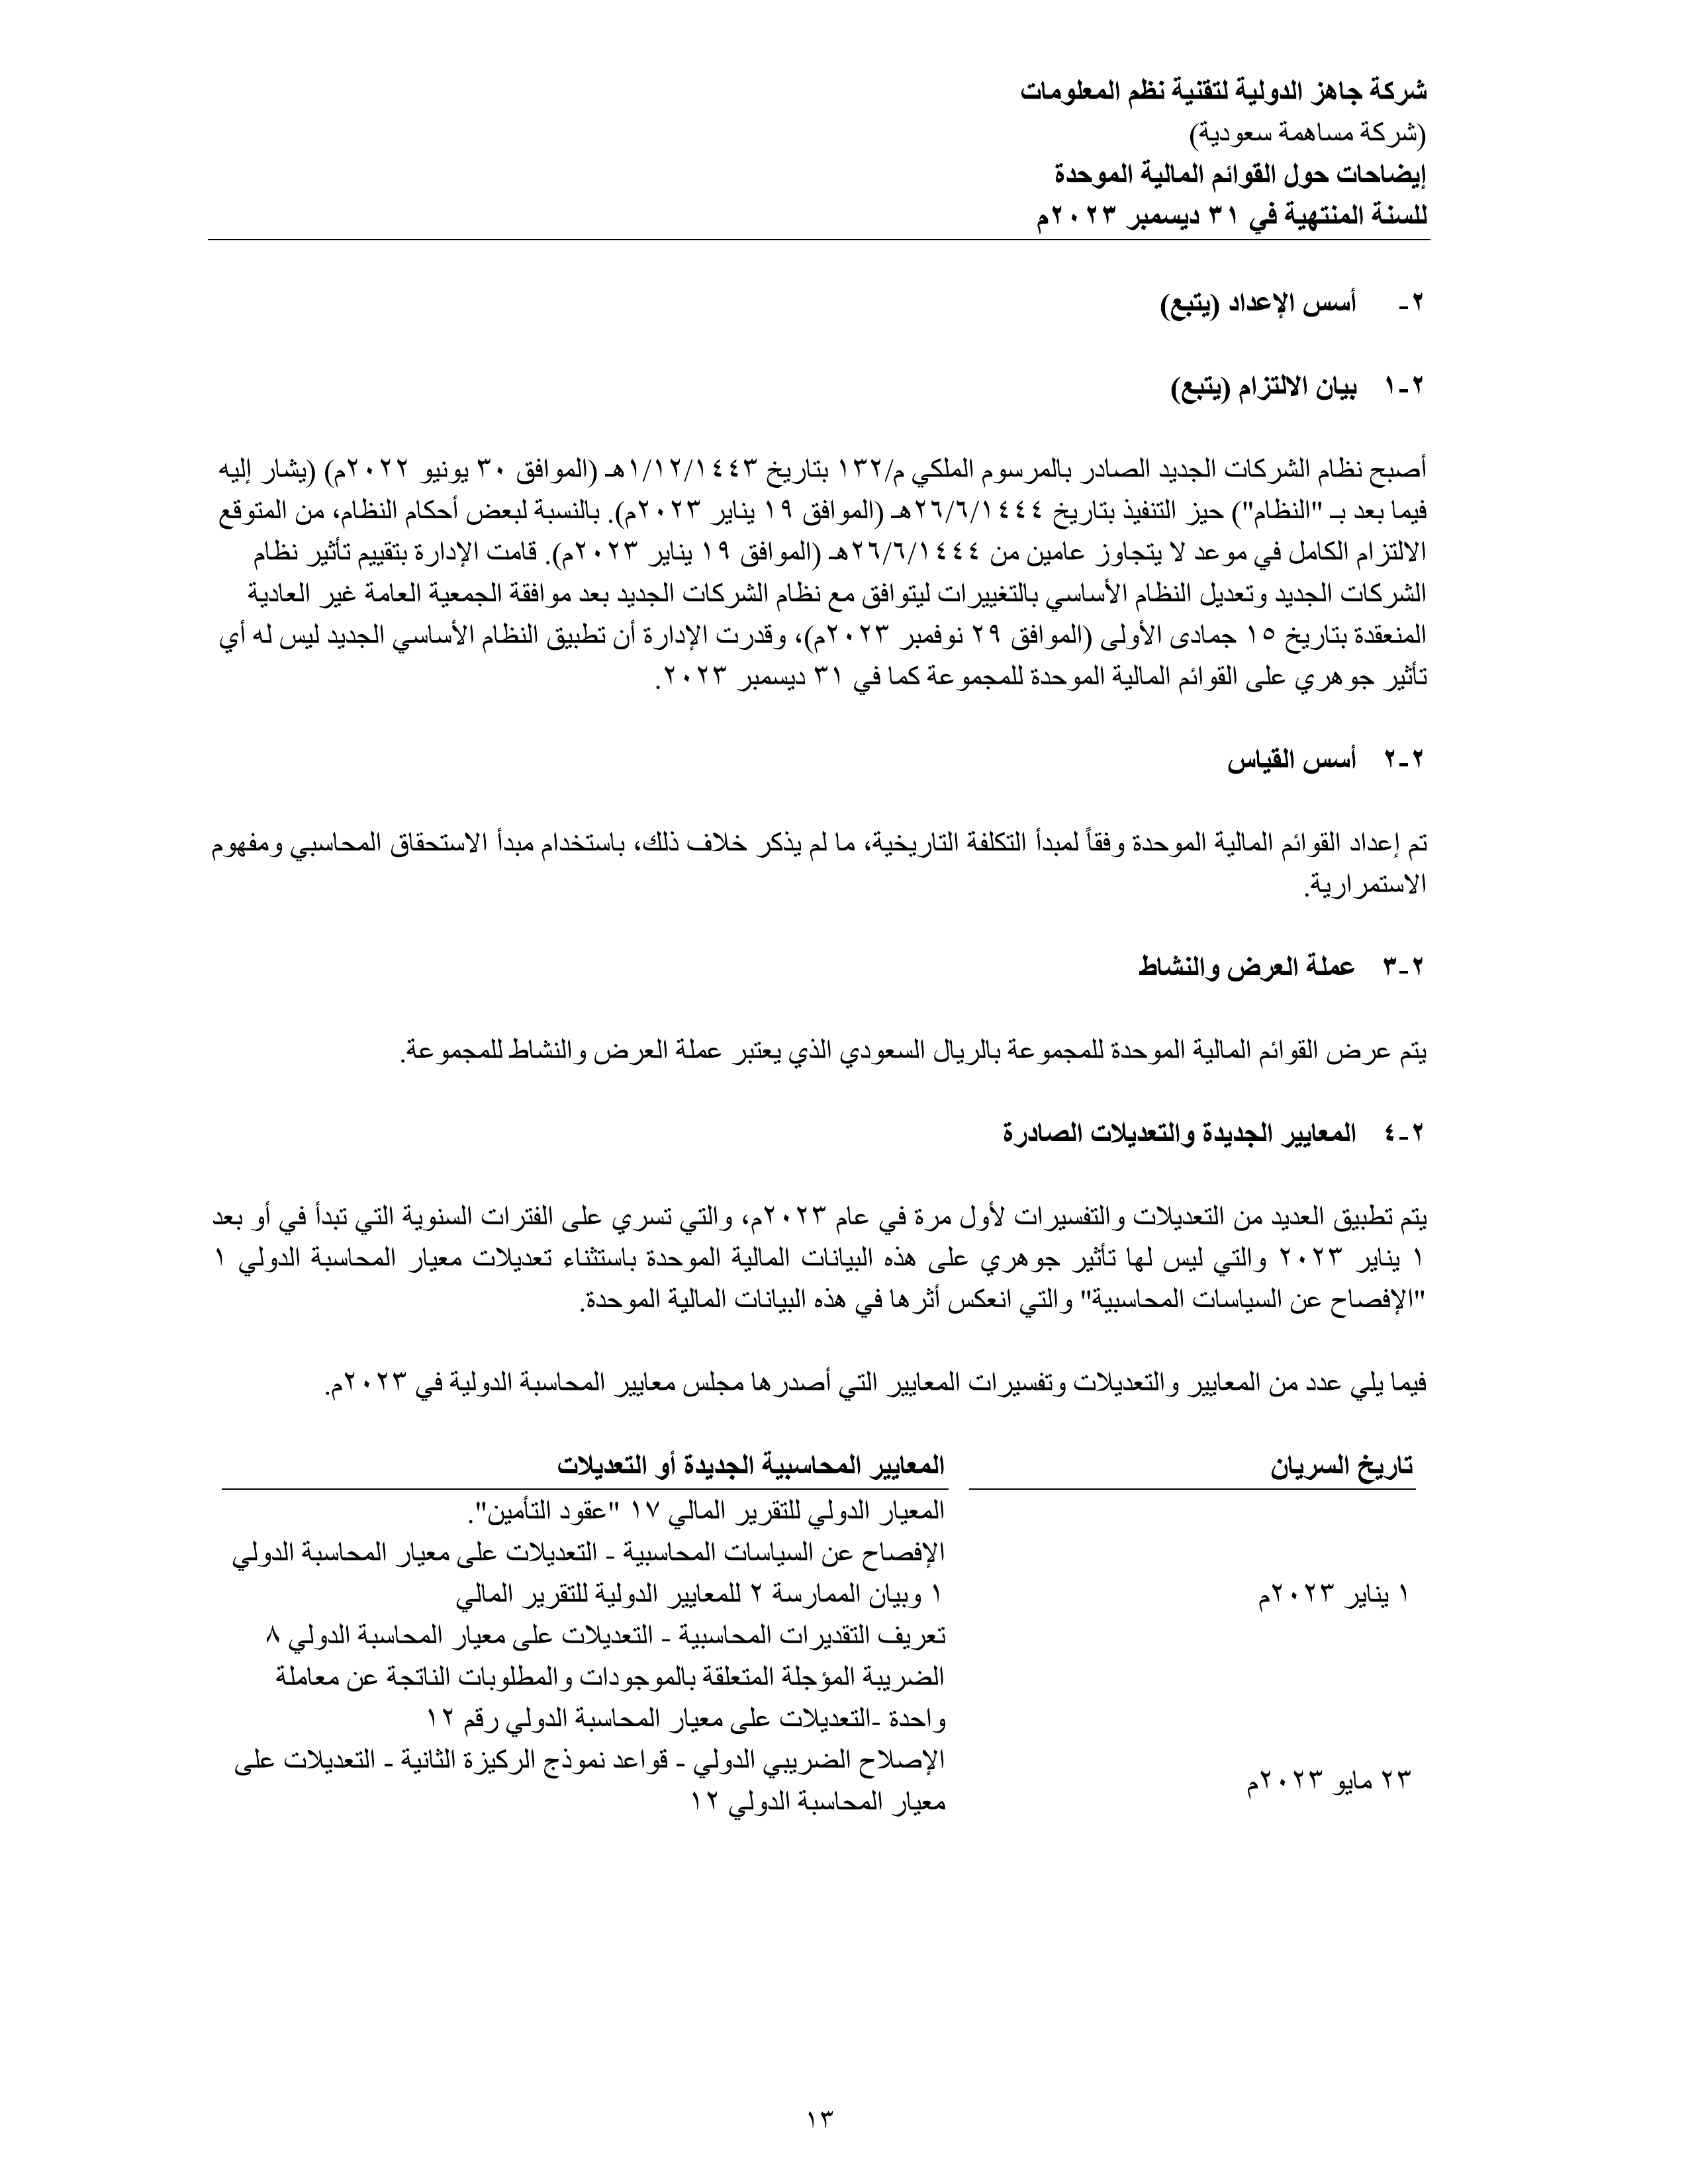 شركة جاهز الدولية لتقنية نظم المعلومات
(شركة مساهمة سعودية)
إيضاحات حول القوائم المالية الموحدة
للسنة المنتهية في ٣١ ديسمبر ٢٠٢٣م
٢- أسس الإعداد (يتبع)
٢-١ بيان الالتزام (يتبع)
أصبح نظام الشركات الجديد الصادر بالمرسوم الملكي م/١٣٢ بتاريخ ١/١٢/١٤٤٣هـ (الموافق ٣٠ يونيو ٢٠٢٢م) (يشار إليه
فيما بعد بـ "النظام") حيز التنفيذ بتاريخ ٢٦/٦/١٤٤٤هـ (الموافق ١٩ يناير ٢٠٢٣م). بالنسبة لبعض أحكام النظام، من المتوقع
الالتزام الكامل في موعد لا يتجاوز عامين من ٢٦/٦/١٤٤٤هـ (الموافق ١٩ يناير ٢٠٢٣م). قامت الإدارة بتقييم تأثير نظام
الشركات الجديد وتعديل النظام الأساسي بالتغييرات ليتوافق مع نظام الشركات الجديد بعد موافقة الجمعية العامة غير العادية
المنعقدة بتاريخ ١٥ جمادى الأولى (الموافق ٢٩ نوفمبر ٢٠٢٣م)، وقدرت الإدارة أن تطبيق النظام الأساسي الجديد ليس له أي
تأثير جوهري على القوائم المالية الموحدة للمجموعة كما في ٣١ ديسمبر ٢٠٢٣.
٢-٢ أسس القياس
تم إعداد القوائم المالية الموحدة وفقاً لمبدأ التكلفة التاريخية، ما لم يذكر خلاف ذلك، باستخدام مبدأ الاستحقاق المحاسبي ومفهوم
الاستمرارية.
٢-٣ عملة العرض والنشاط
يتم عرض القوائم المالية الموحدة للمجموعة بالريال السعودي الذي يعتبر عملة العرض والنشاط للمجموعة.
٢-٤ المعايير الجديدة والتعديلات الصادرة
يتم تطبيق العديد من التعديلات والتفسيرات لأول مرة في عام ٢٠٢٣م، والتي تسري على الفترات السنوية التي تبدأ في أو بعد
١ يناير ٢٠٢٣ والتي ليس لها تأثير جوهري على هذه البيانات المالية الموحدة باستثناء تعديلات معيار المحاسبة الدولي ١
"الإفصاح عن السياسات المحاسبية" والتي انعكس أثرها في هذه البيانات المالية الموحدة.
فيما يلي عدد من المعايير والتعديلات وتفسيرات المعايير التي أصدرها مجلس معايير المحاسبة الدولية في ٢٠٢٣م.
تاريخ السريان المعايير المحاسبية الجديدة أو التعديلات
المعيار الدولي للتقرير المالي ١٧ "عقود التأمين".
الإفصاح عن السياسات المحاسبية - التعديلات على معيار المحاسبة الدولي
١ يناير ٢٠٢٣م ١ وبيان الممارسة ٢ للمعايير الدولية للتقرير المالي
تعريف التقديرات المحاسبية - التعديلات على معيار المحاسبة الدولي ٨
الضريبة المؤجلة المتعلقة بالموجودات والمطلوبات الناتجة عن معاملة
واحدة -التعديلات على معيار المحاسبة الدولي رقم ١٢
٢٣ مايو ٢٠٢٣م الإصلاح الضريبي الدولي - قواعد نموذج الركيزة الثانية - التعديلات على
معيار المحاسبة الدولي ١٢
١٣